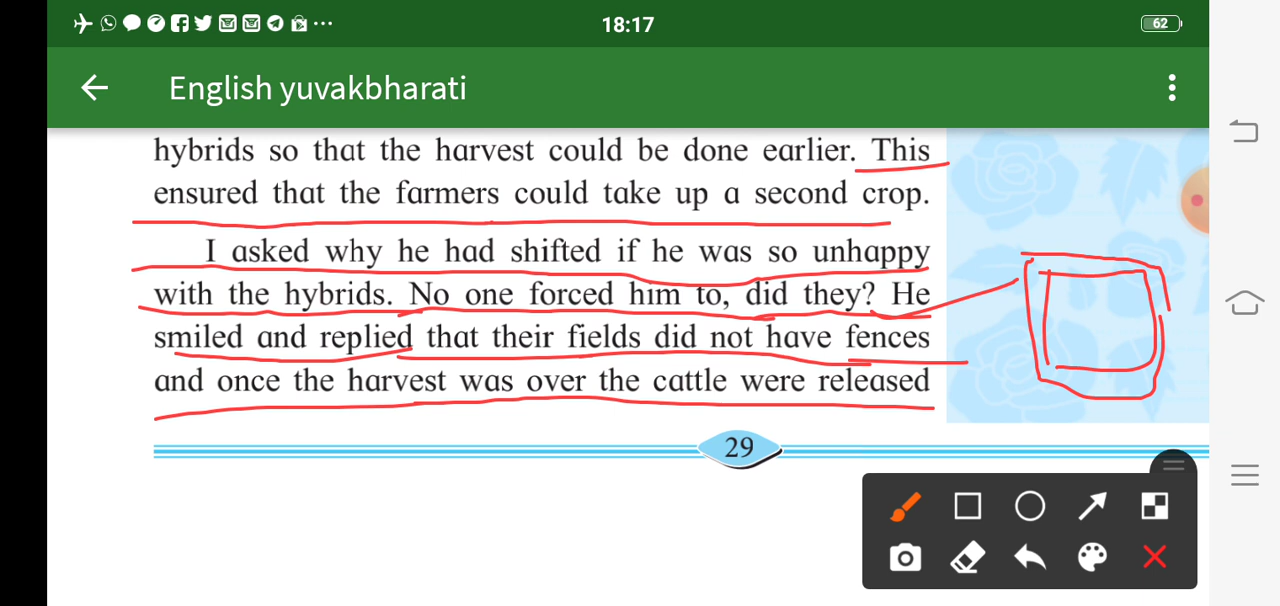 18:17
62
English yuvakbharati
hybrids so that the harvest could be done earlier. This
ensured that the farmers could take up a second crop.
I asked why he had shifted if he was so unhappy
with the hybrids. No one forced him to, did they? He
smiled and replied that their fields did not have fences
and once the harvest was over the cattle were released
29